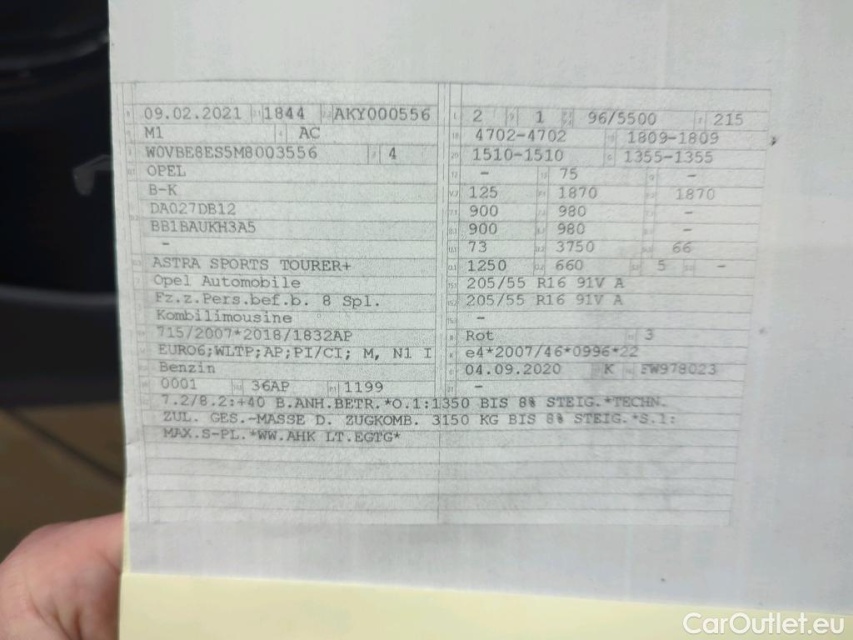 09.02.2021 1844 AKY000556 2 1 96/5500 215
M1 AC 4702-4702 1809-1809
W0VBE8ES5M8003556 4 1510-1510 1355-1355
OPEL - 75 -
B-K 125 1870 1870
DA027DB12 900 980 -
BB1BAUKH3A5 900 980 -
- 73 3750 66
ASTRA SPORTS TOURER+ 1250 660 5 -
Opel Automobile 205/55 R16 91V A
Fz.z.Pers.bef.b. 8 Spl. 205/55 R16 91V A
Kombilimousine -
715/2007*2018/1832AP Rot 3
EURO6;WLTP;AP;PI/CI; M, N1 I e4*2007/46*0996*22
Benzin 04.09.2020 K FW978023
0001 36AP 1199 -
7.2/8.2:+40 B.ANH.BETR.*O.1:1350 BIS 8% STEIG.*TECHN.
ZUL. GES.-MASSE D. ZUGKOMB. 3150 KG BIS 8% STEIG.*S.1:
MAX.S-PL.*WW.AHK LT.EGTG*
CarOutlet.eu